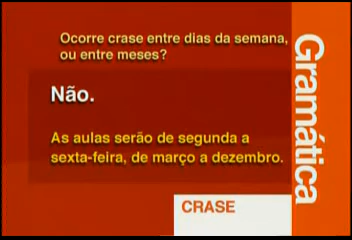 Ocorre crase entre dias da semana,
ou entre meses?
Não.
As aulas serão de segunda a
sexta-feira, de março a dezembro.
CRASE
Gramática